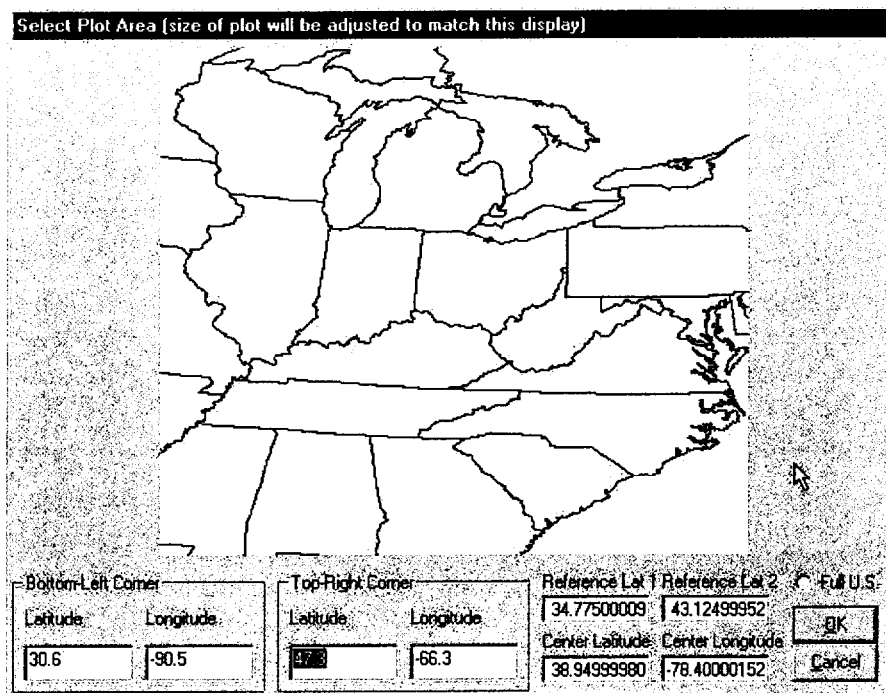 Select Plot Area (size of plot will be adjusted to match this display)
Bottom-Left Corner
Latitude Longitude
30.6 -90.5
Top-Right Corner
Latitude Longitude
47.3 -66.3
Reference Lat 1 Reference Lat 2
34.77500009 43.12499952
Center Latitude Center Longitude
38.94999980 -78.40000152
Full U.S.
OK
Cancel